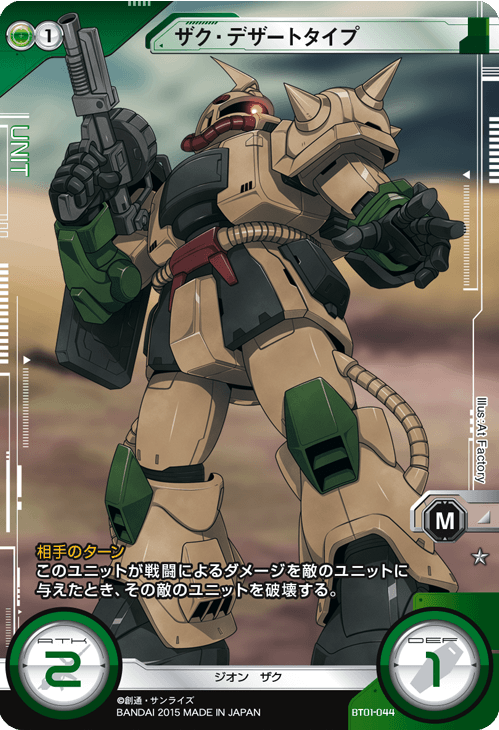 1
ザク・デザートタイプ
UNIT
Illus:At Factory
M
相手のターン
このユニットが戦闘によるダメージを敵のユニットに
与えたとき、その敵のユニットを破壊する。
ATK
2
DEF
1
ジオン　ザク
©創通・サンライズ
BANDAI 2015 MADE IN JAPAN
BT01-044